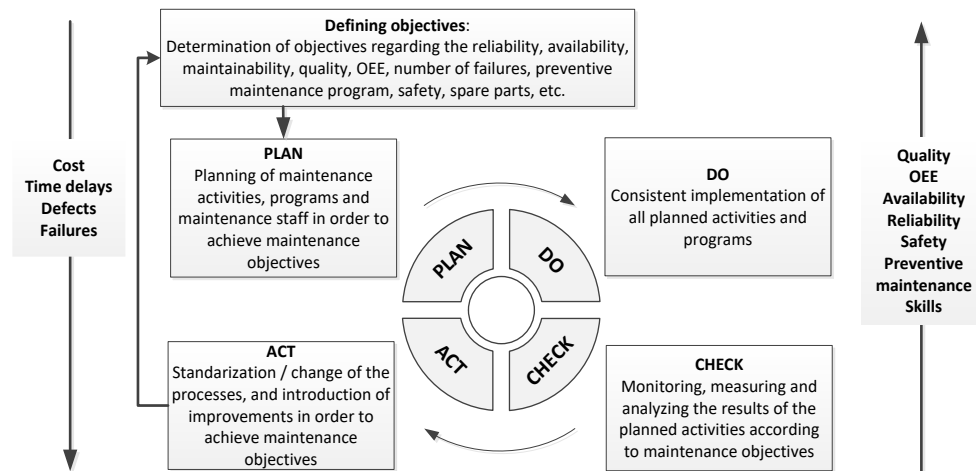 Defining objectives:
Determination of objectives regarding the reliability, availability,
maintainability, quality, OEE, number of failures, preventive
maintenance program, safety, spare parts, etc.
Cost
Time delays
Defects
Failures
PLAN
Planning of maintenance
activities, programs and
maintenance staff in order to
achieve maintenance
objectives
DO
Consistent implementation of
all planned activities and
programs
Quality
OEE
Availability
Reliability
Safety
Preventive
maintenance
Skills
PLAN
DO
ACT
CHECK
ACT
Standarization / change of the
processes, and introduction of
improvements in order to
achieve maintenance
objectives
CHECK
Monitoring, measuring and
analyzing the results of the
planned activities according
to maintenance objectives